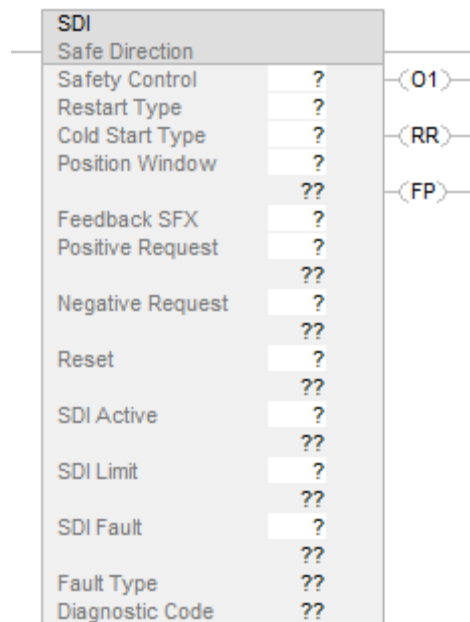 SDI
Safe Direction
Safety Control ? O1
Restart Type ?
Cold Start Type ? RR
Position Window ?
?? FP
Feedback SFX ?
Positive Request ?
??
Negative Request ?
??
Reset ?
??
SDI Active ?
??
SDI Limit ?
??
SDI Fault ?
??
Fault Type ??
Diagnostic Code ??